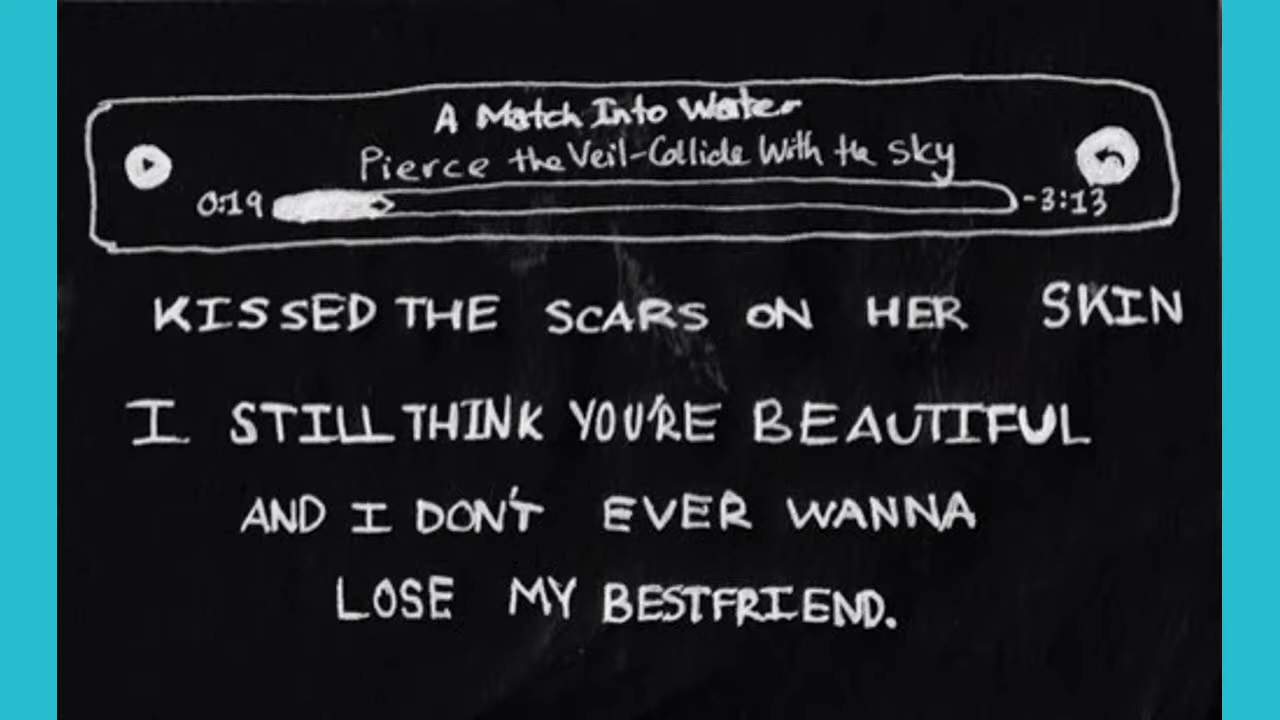 A Match Into Water
Pierce the Veil-Collide With the Sky
0:19 -3:13
KISSED THE SCARS ON HER SKIN
I STILL THINK YOU'RE BEAUTIFUL
AND I DON'T EVER WANNA
LOSE MY BESTFRIEND.